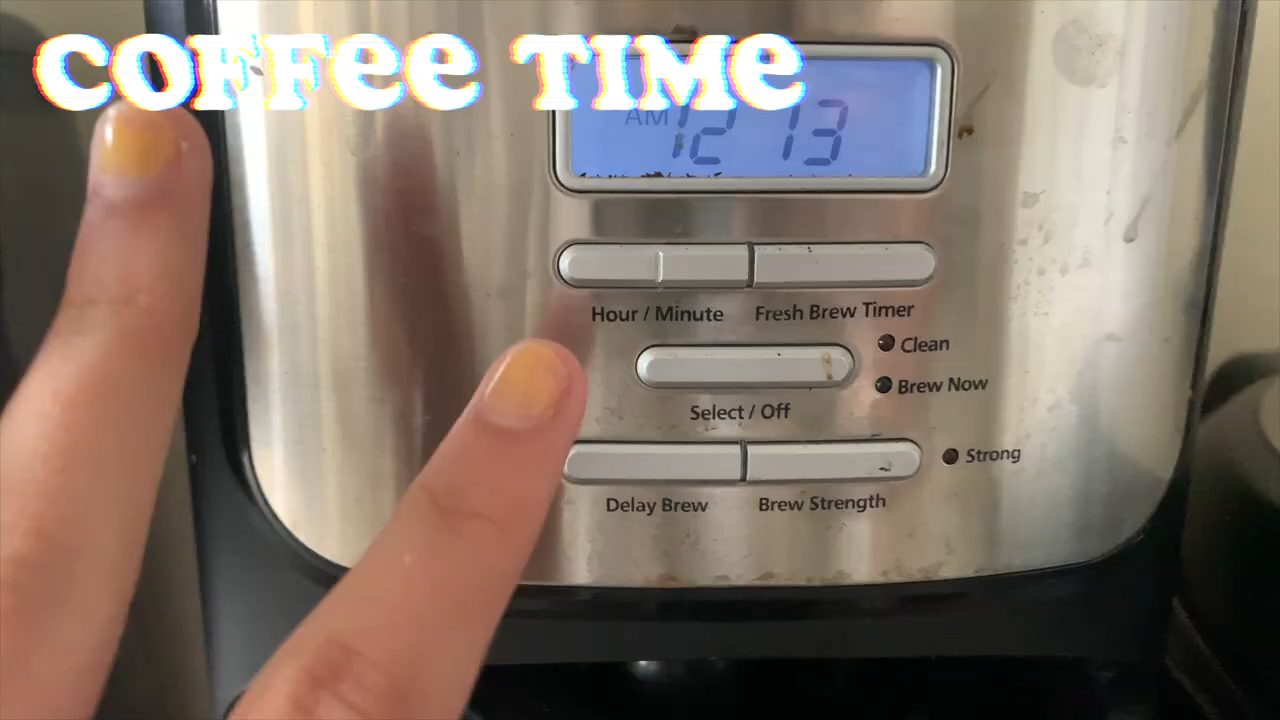 COFFee TIMe
AM 12 13
Hour / Minute
Fresh Brew Timer
Clean
Brew Now
Select / Off
Strong
Delay Brew
Brew Strength